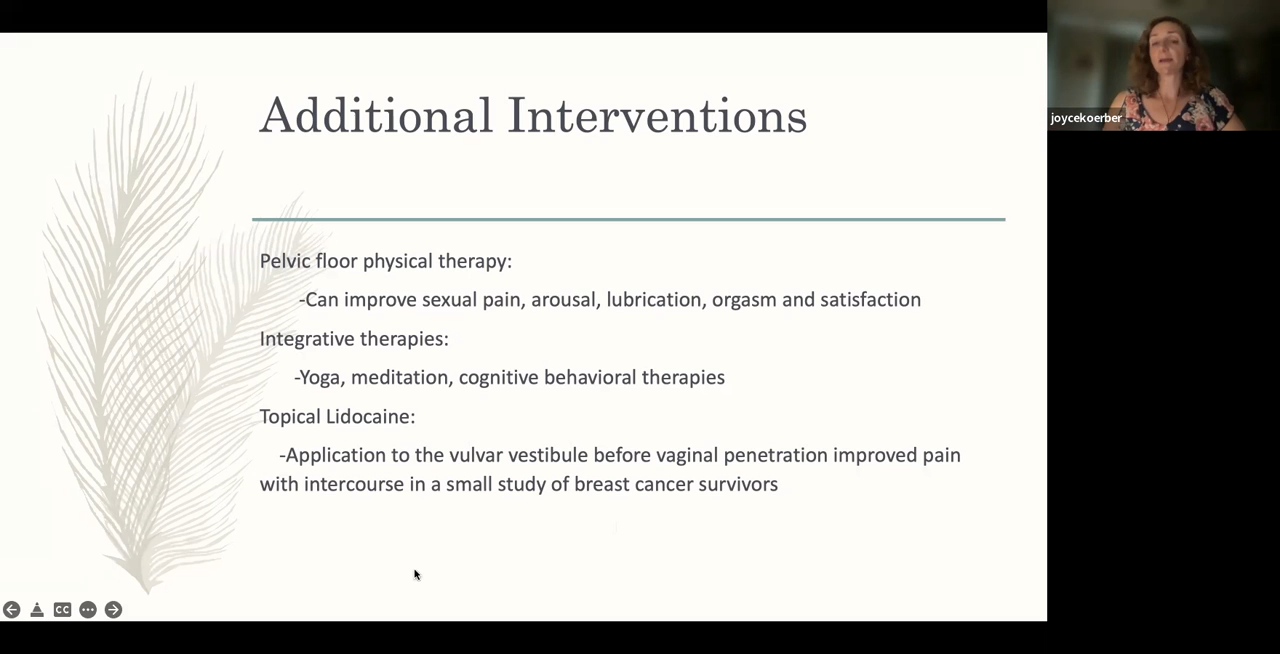 Additional Interventions
joycekoerber
Pelvic floor physical therapy:
-Can improve sexual pain, arousal, lubrication, orgasm and satisfaction
Integrative therapies:
-Yoga, meditation, cognitive behavioral therapies
Topical Lidocaine:
-Application to the vulvar vestibule before vaginal penetration improved pain
with intercourse in a small study of breast cancer survivors
CC